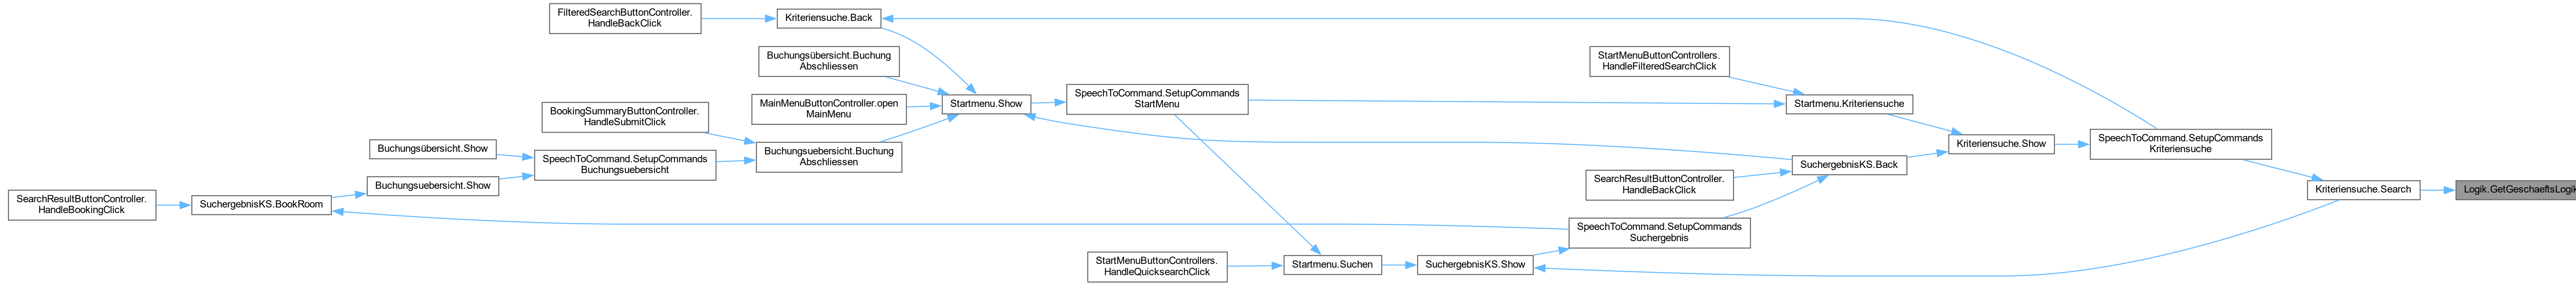 FilteredSearchButtonController.
HandleBackClick
Kriteriensuche.Back
Buchungsübersicht.Buchung
Abschliessen
StartMenuButtonControllers.
HandleFilteredSearchClick
MainMenuButtonController.open
MainMenu
Startmenu.Show
SpeechToCommand.SetupCommands
StartMenu
Startmenu.Kriteriensuche
BookingSummaryButtonController.
HandleSubmitClick
Buchungsübersicht.Show
SpeechToCommand.SetupCommands
Buchungsuebersicht
Buchungsuebersicht.Buchung
Abschliessen
Kriteriensuche.Show
SpeechToCommand.SetupCommands
Kriteriensuche
SuchergebnisKS.Back
SearchResultButtonController.
HandleBackClick
Buchungsuebersicht.Show
SearchResultButtonController.
HandleBookingClick
SuchergebnisKS.BookRoom
Kriteriensuche.Search
Logik.GetGeschaeftsLogik
SpeechToCommand.SetupCommands
Suchergebnis
StartMenuButtonControllers.
HandleQuicksearchClick
Startmenu.Suchen
SuchergebnisKS.Show